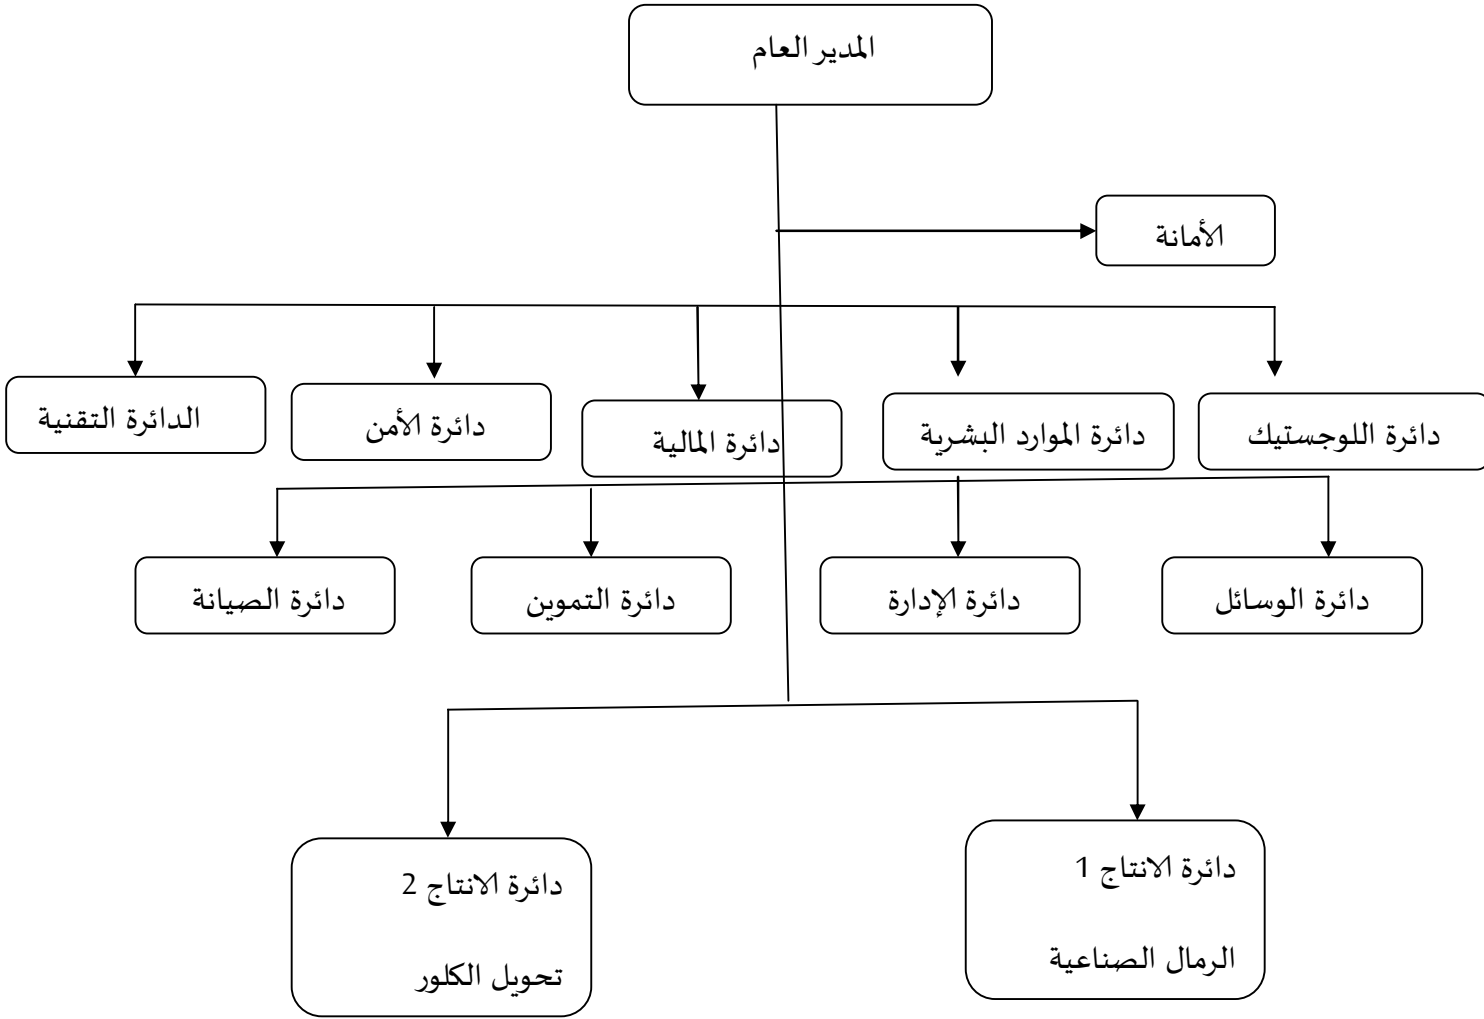 المدير العام
الأمانة
دائرة اللوجستيك
دائرة الموارد البشرية
دائرة المالية
دائرة الأمن
الدائرة التقنية
دائرة الوسائل
دائرة الإدارة
دائرة التموين
دائرة الصيانة
دائرة الانتاج 1
الرمال الصناعية
دائرة الانتاج 2
تحويل الكلور